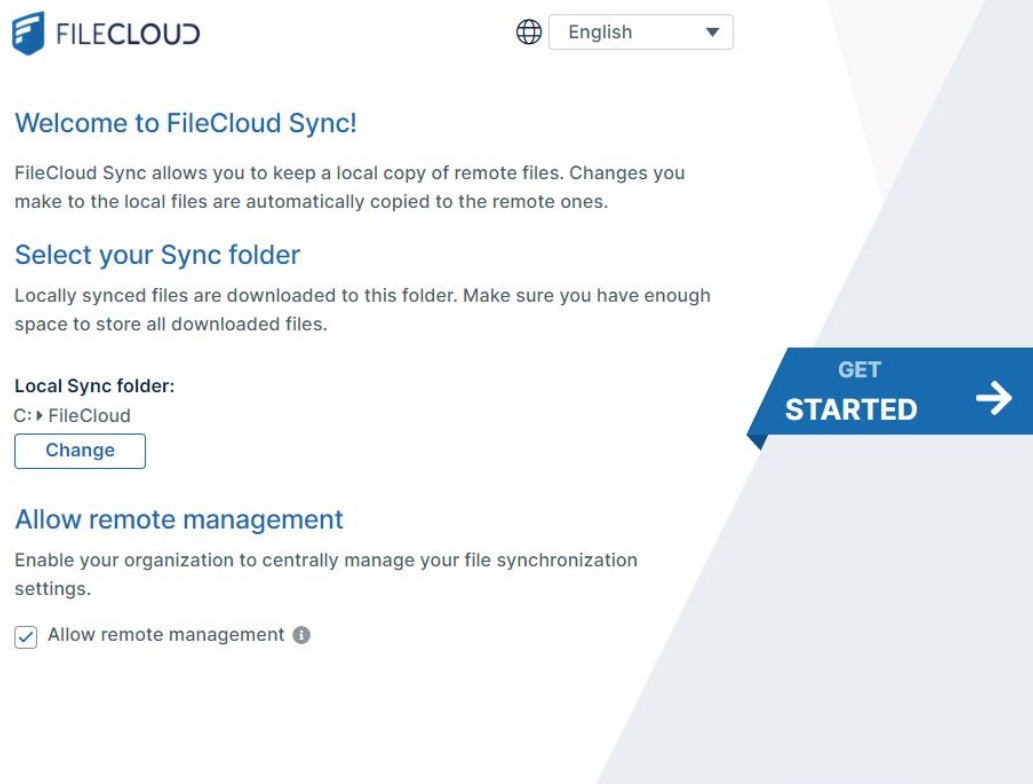 FILECLOUD
English
Welcome to FileCloud Sync!
FileCloud Sync allows you to keep a local copy of remote files. Changes you
make to the local files are automatically copied to the remote ones.
Select your Sync folder
Locally synced files are downloaded to this folder. Make sure you have enough
space to store all downloaded files.
Local Sync folder:
C: FileCloud
Change
GET
STARTED
Allow remote management
Enable your organization to centrally manage your file synchronization
settings.
Allow remote management